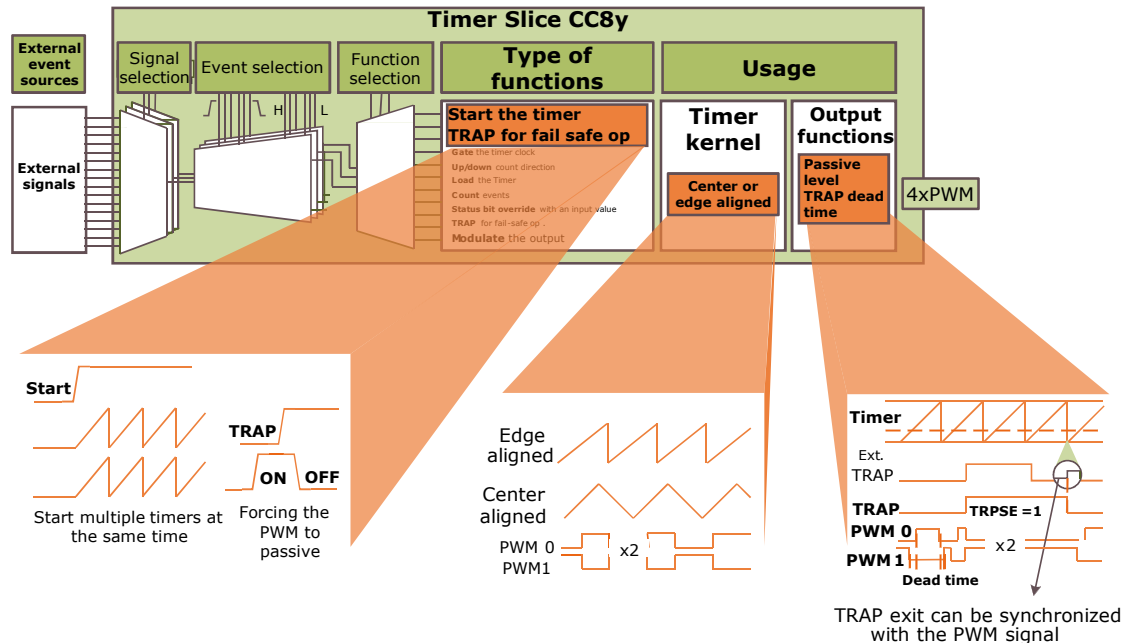 Timer Slice CC8y
External
event
sources
Signal
selection
Event selection
Function
selection
Type of
functions
Usage
External
signals
H
L
Start the timer
TRAP for fail safe op
Gate the timer clock
Up/down count direction
Load the Timer
Count events
Status bit override with an input value
TRAP for fail-safe op .
Modulate the output
Timer
kernel
Center or
edge aligned
Output
functions
Passive
level
TRAP dead
time
4xPWM
Start
TRAP
ON
OFF
Start multiple timers at
the same time
Forcing the
PWM to
passive
Edge
aligned
Center
aligned
PWM 0
PWM1
x2
Timer
Ext.
TRAP
TRAP
TRPSE =1
PWM 0
PWM 1
x2
Dead time
TRAP exit can be synchronized
with the PWM signal